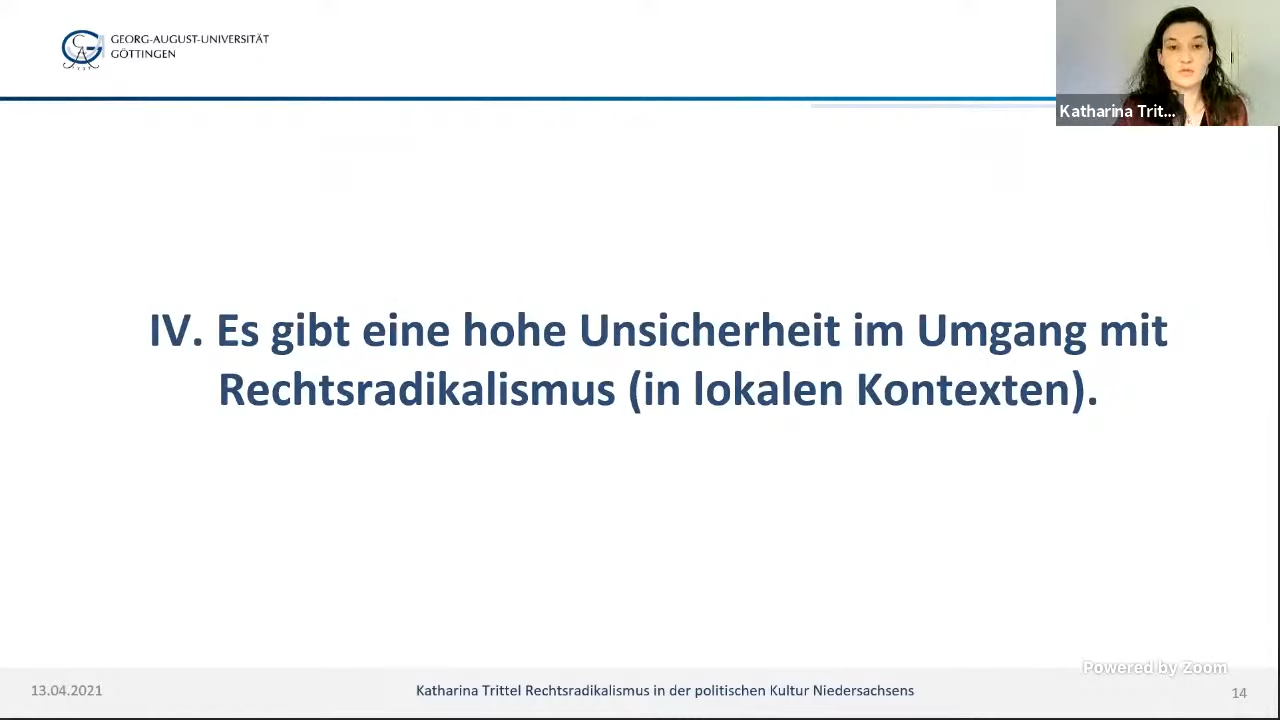 GEORG-AUGUST-UNIVERSITÄT
GÖTTINGEN
Katharina Trit...
IV. Es gibt eine hohe Unsicherheit im Umgang mit
Rechtsradikalismus (in lokalen Kontexten).
Powered by Zoom
13.04.2021
Katharina Trittel Rechtsradikalismus in der politischen Kultur Niedersachsens
14